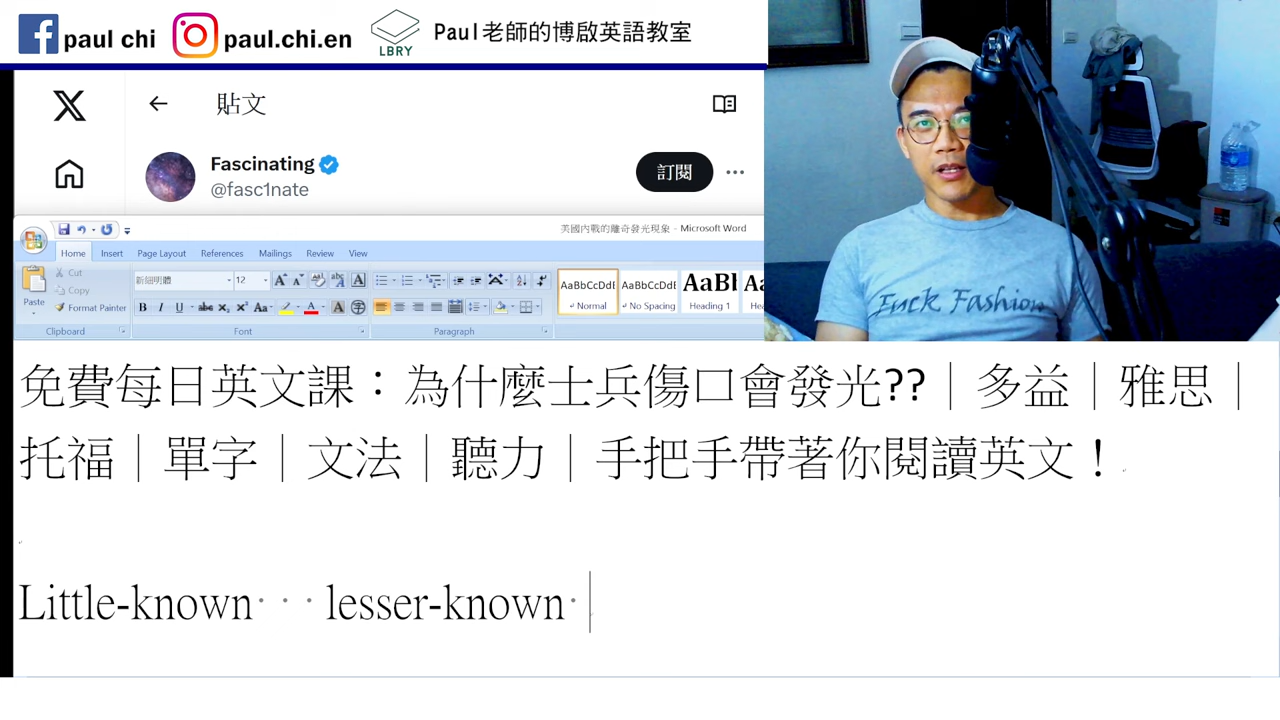 paul chi paul.chi.en LBRY Paul老師的博啟英語教室
貼文
Fascinating
@fasc1nate
訂閱
美國內戰的離奇發光現象 - Microsoft Word
Home Insert Page Layout References Mailings Review View
Paste Cut Copy Format Painter
新細明體 12
AaBbCcDdE AaBbCcDdE AaBbC
Normal No Spacing Heading 1
Clipboard Font Paragraph
Fuck Fashion
免費每日英文課：為什麼士兵傷口會發光??｜多益｜雅思｜
托福｜單字｜文法｜聽力｜手把手帶著你閱讀英文！
Little-known lesser-known